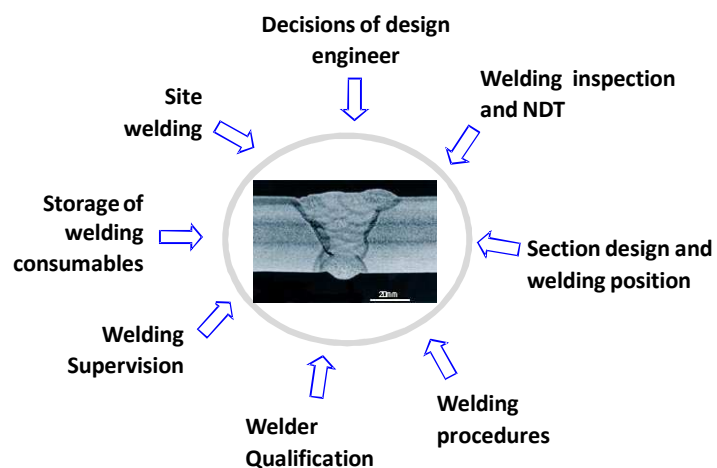 Decisions of design
engineer
Welding inspection
and NDT
Section design and
welding position
Welding
procedures
Welder
Qualification
Welding
Supervision
Storage of
welding
consumables
Site
welding
20mm